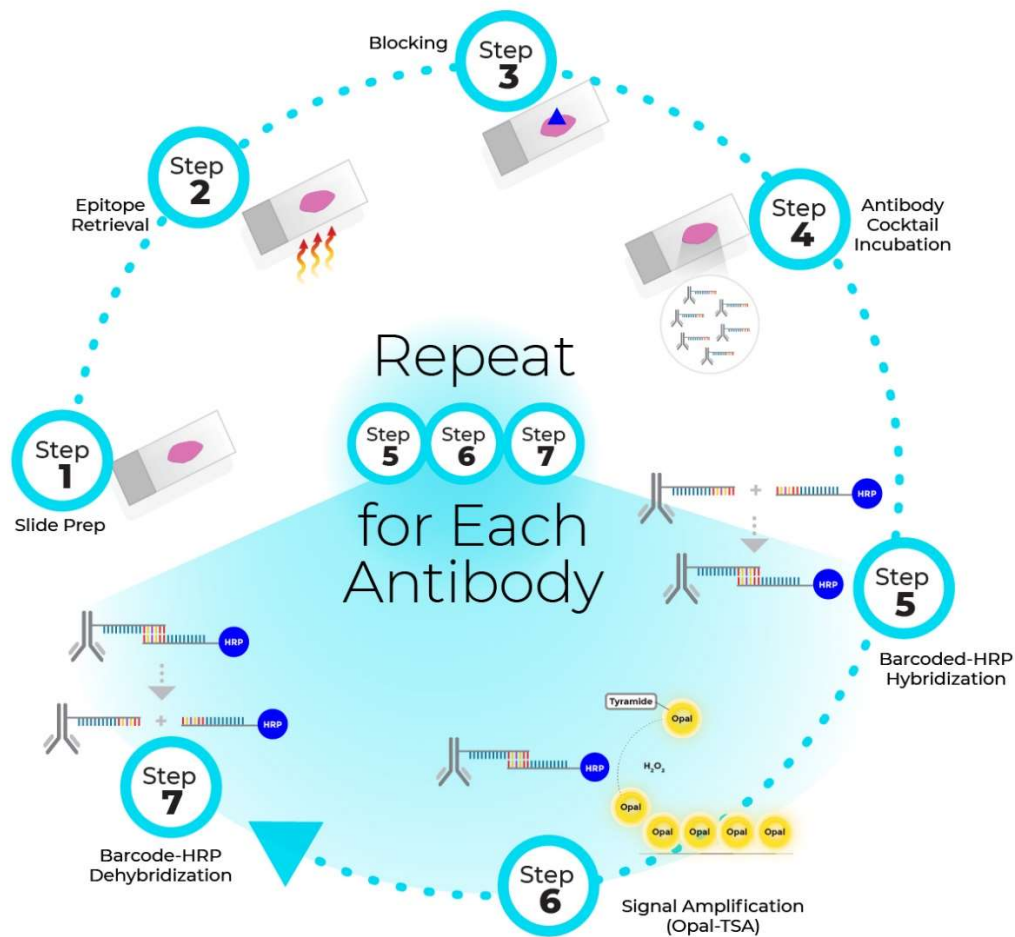 Step
1
Slide Prep
Step
2
Epitope
Retrieval
Step
3
Blocking
Step
4
Antibody
Cocktail
Incubation
Repeat
Step
5
Step
6
Step
7
for Each
Antibody
+
HRP
HRP
Step
5
Barcoded-HRP
Hybridization
Tyramide
Opal
HRP
H₂O₂
Opal
Opal
Opal
Opal
Opal
Step
6
Signal Amplification
(Opal-TSA)
HRP
+
HRP
Step
7
Barcode-HRP
Dehybridization